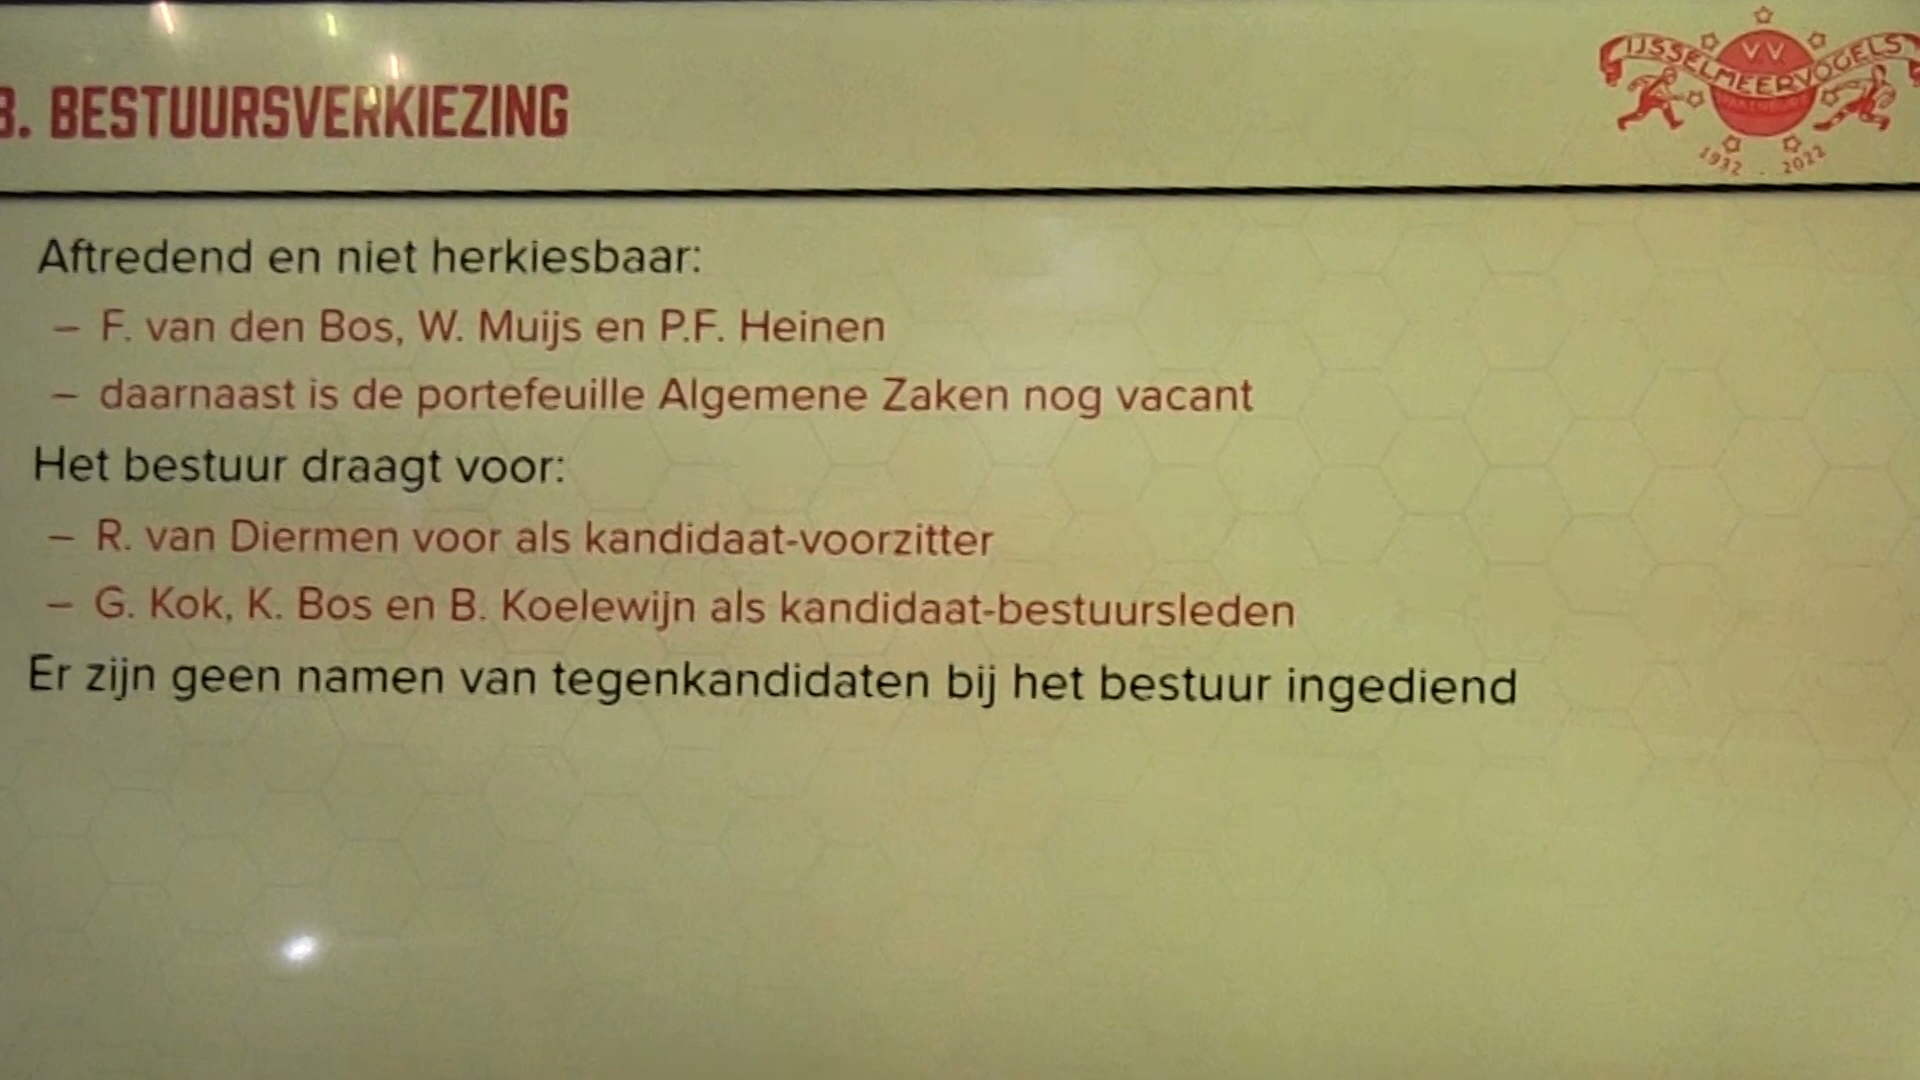 V.V.
IJSSELMEERVOGELS
1932 . 2022
. BESTUURSVERKIEZING
Aftredend en niet herkiesbaar:
– F. van den Bos, W. Muijs en P.F. Heinen
– daarnaast is de portefeuille Algemene Zaken nog vacant
Het bestuur draagt voor:
– R. van Diermen voor als kandidaat-voorzitter
– G. Kok, K. Bos en B. Koelewijn als kandidaat-bestuursleden
Er zijn geen namen van tegenkandidaten bij het bestuur ingediend